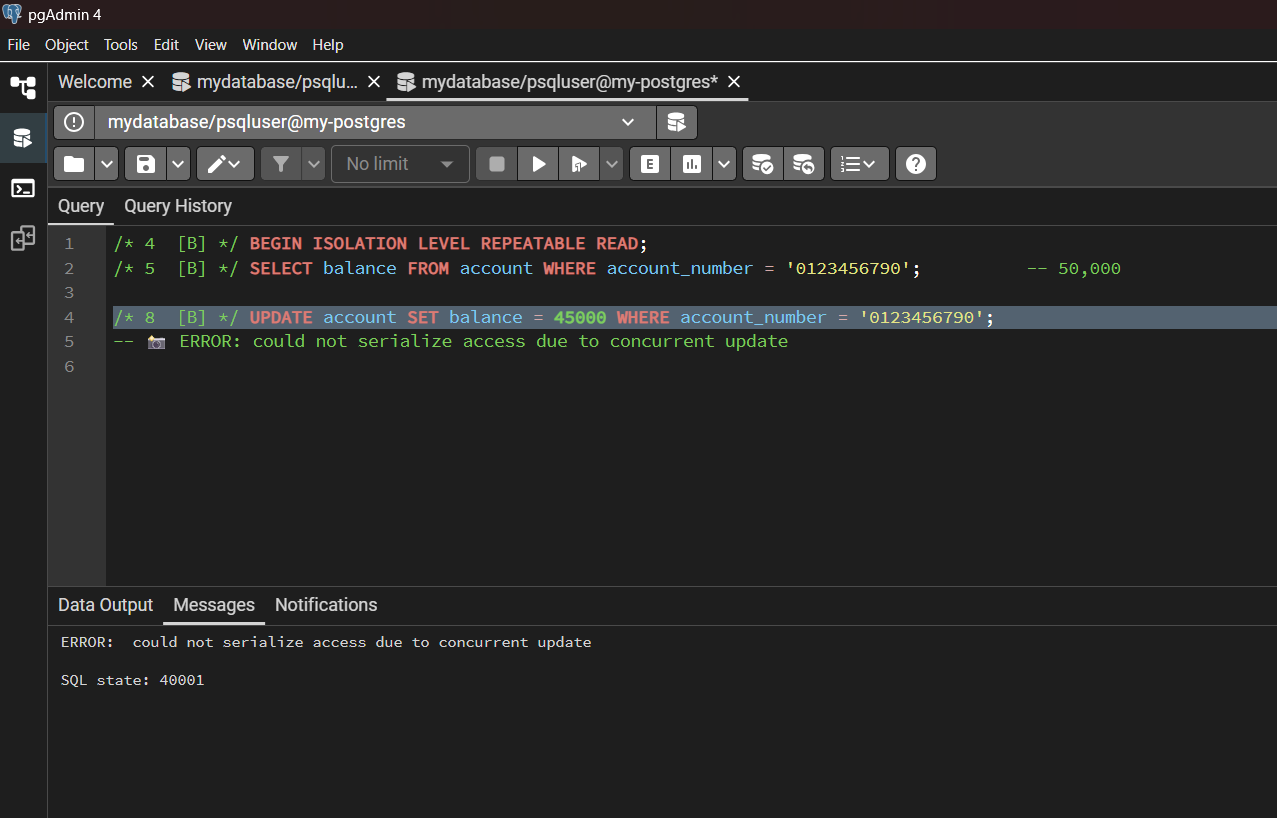 pgAdmin 4
File Object Tools Edit View Window Help
Welcome mydatabase/psqlu... mydatabase/psqluser@my-postgres*
mydatabase/psqluser@my-postgres
No limit E
Query Query History
1 /* 4 [B] */ BEGIN ISOLATION LEVEL REPEATABLE READ;
2 /* 5 [B] */ SELECT balance FROM account WHERE account_number = '0123456790'; -- 50,000
3
4 /* 8 [B] */ UPDATE account SET balance = 45000 WHERE account_number = '0123456790';
5 -- 📸 ERROR: could not serialize access due to concurrent update
6
Data Output Messages Notifications
ERROR: could not serialize access due to concurrent update
SQL state: 40001